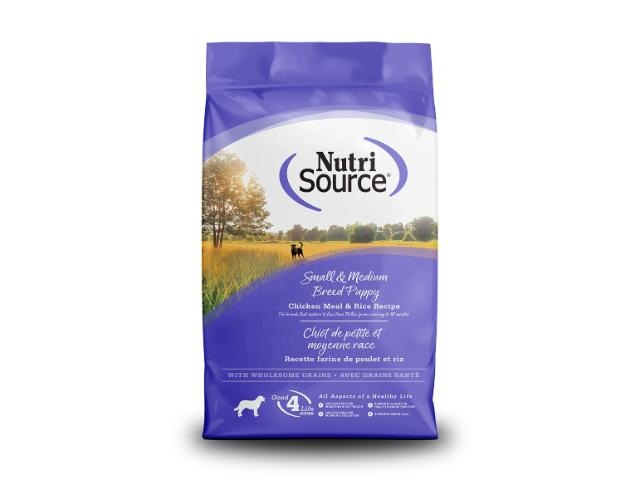 Nutri
Source®
Small & Medium
Breed Puppy
Chicken Meal & Rice Recipe
Chiot de petite et
moyenne race
Recette farine de poulet et riz
WITH WHOLESOME GRAINS • AVEC GRAINS SANTÉ
Good 4 Life
SYSTEM
All Aspects of a Healthy Life